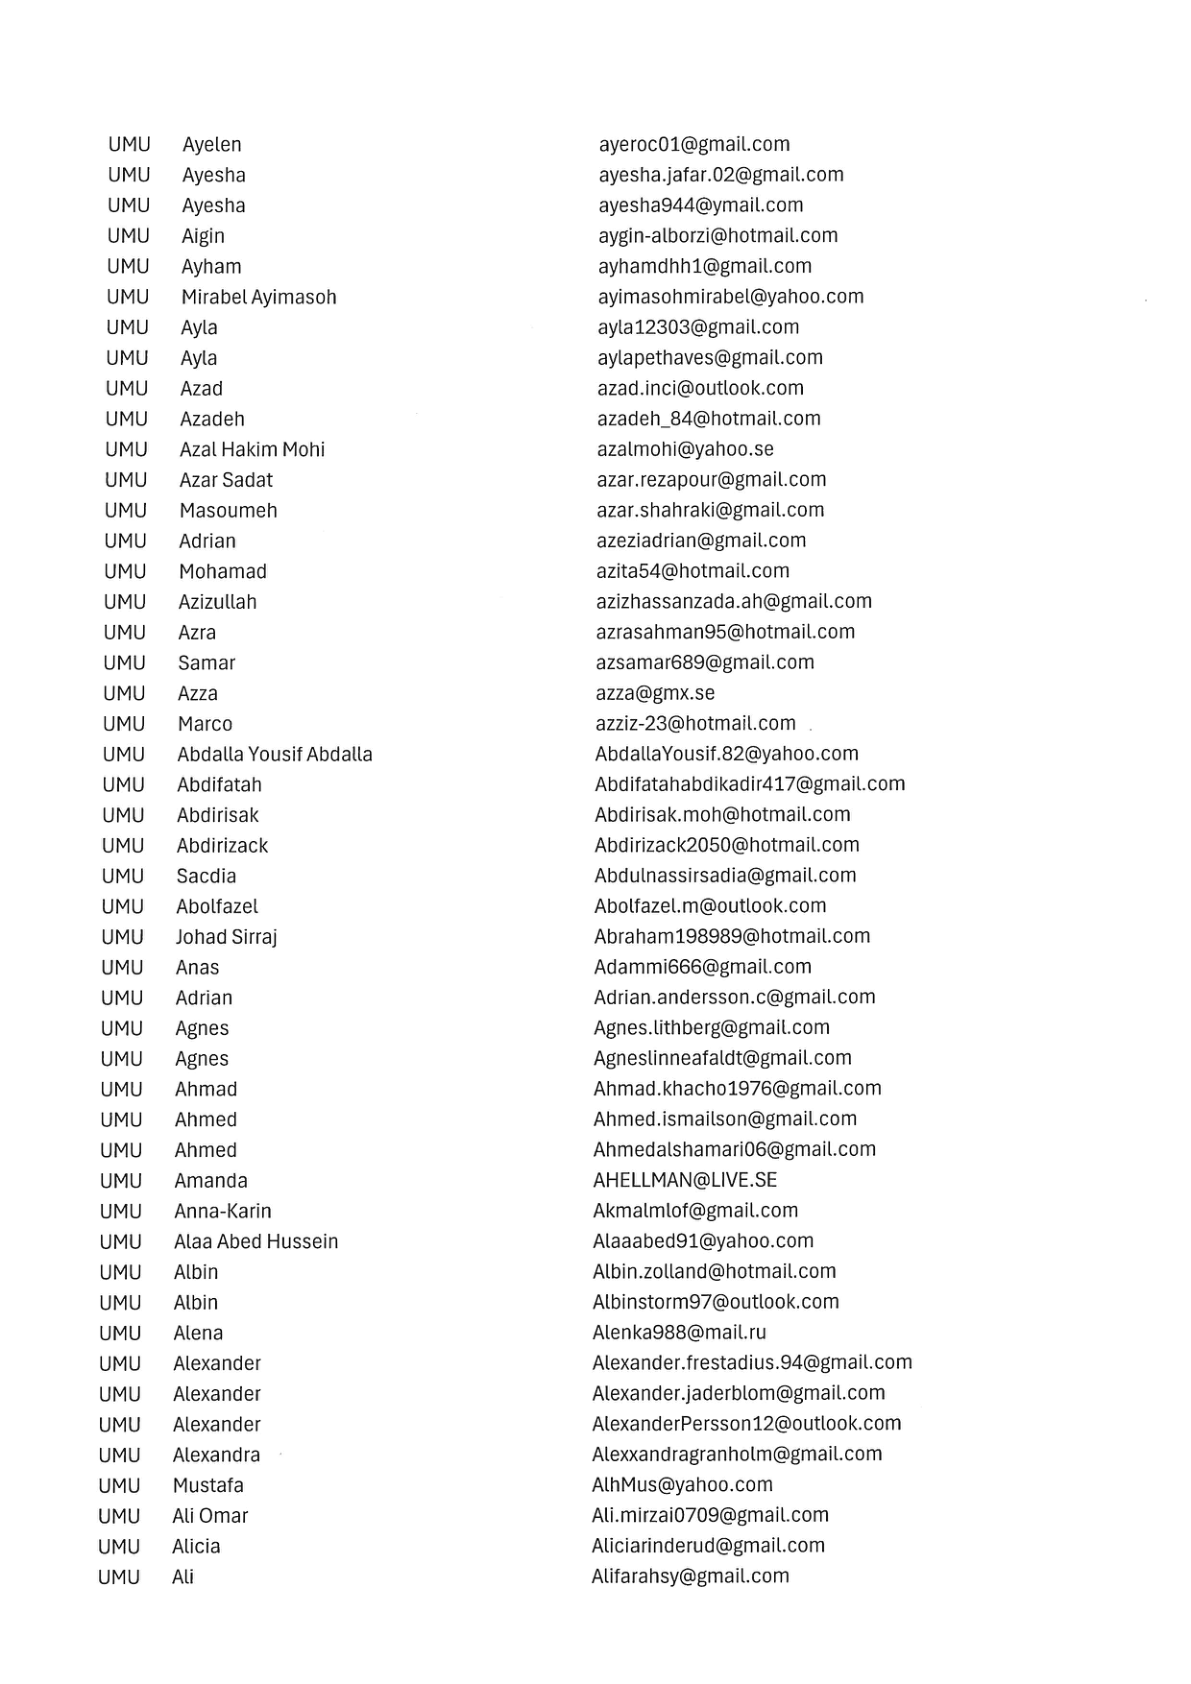 UMU Ayelen ayeroc01@gmail.com
UMU Ayesha ayesha.jafar.02@gmail.com
UMU Ayesha ayesha944@ymail.com
UMU Aigin aygin-alborzi@hotmail.com
UMU Ayham ayhamdhh1@gmail.com
UMU Mirabel Ayimasoh ayimasohmirabel@yahoo.com
UMU Ayla ayla12303@gmail.com
UMU Ayla aylapethaves@gmail.com
UMU Azad azad.inci@outlook.com
UMU Azadeh azadeh_84@hotmail.com
UMU Azal Hakim Mohi azalmohi@yahoo.se
UMU Azar Sadat azar.rezapour@gmail.com
UMU Masoumeh azar.shahraki@gmail.com
UMU Adrian azeziadrian@gmail.com
UMU Mohamad azita54@hotmail.com
UMU Azizullah azizhassanzada.ah@gmail.com
UMU Azra azrasahman95@hotmail.com
UMU Samar azsamar689@gmail.com
UMU Azza azza@gmx.se
UMU Marco azziz-23@hotmail.com
UMU Abdalla Yousif Abdalla AbdallaYousif.82@yahoo.com
UMU Abdifatah Abdifatahabdikadir417@gmail.com
UMU Abdirisak Abdirisak.moh@hotmail.com
UMU Abdirizack Abdirizack2050@hotmail.com
UMU Sacdia Abdulnassirsadia@gmail.com
UMU Abolfazel Abolfazel.m@outlook.com
UMU Johad Sirraj Abraham198989@hotmail.com
UMU Anas Adammi666@gmail.com
UMU Adrian Adrian.andersson.c@gmail.com
UMU Agnes Agnes.lithberg@gmail.com
UMU Agnes Agneslinneafaldt@gmail.com
UMU Ahmad Ahmad.khacho1976@gmail.com
UMU Ahmed Ahmed.ismailson@gmail.com
UMU Ahmed Ahmedalshamari06@gmail.com
UMU Amanda AHELLMAN@LIVE.SE
UMU Anna-Karin Akmalmlof@gmail.com
UMU Alaa Abed Hussein Alaaabed91@yahoo.com
UMU Albin Albin.zolland@hotmail.com
UMU Albin Albinstorm97@outlook.com
UMU Alena Alenka988@mail.ru
UMU Alexander Alexander.frestadius.94@gmail.com
UMU Alexander Alexander.jaderblom@gmail.com
UMU Alexander AlexanderPersson12@outlook.com
UMU Alexandra Alexxandragranholm@gmail.com
UMU Mustafa AlhMus@yahoo.com
UMU Ali Omar Ali.mirzai0709@gmail.com
UMU Alicia Aliciarinderud@gmail.com
UMU Ali Alifarahsy@gmail.com